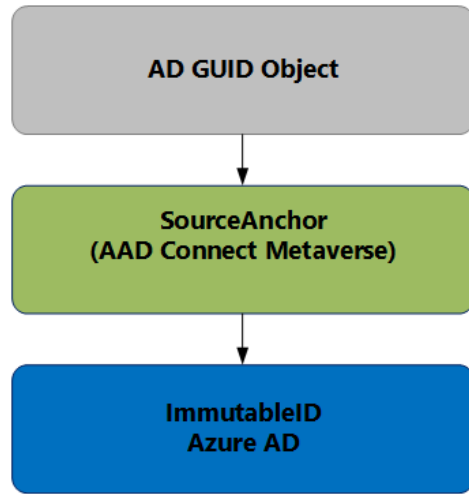 AD GUID Object
SourceAnchor
(AAD Connect Metaverse)
ImmutableID
Azure AD